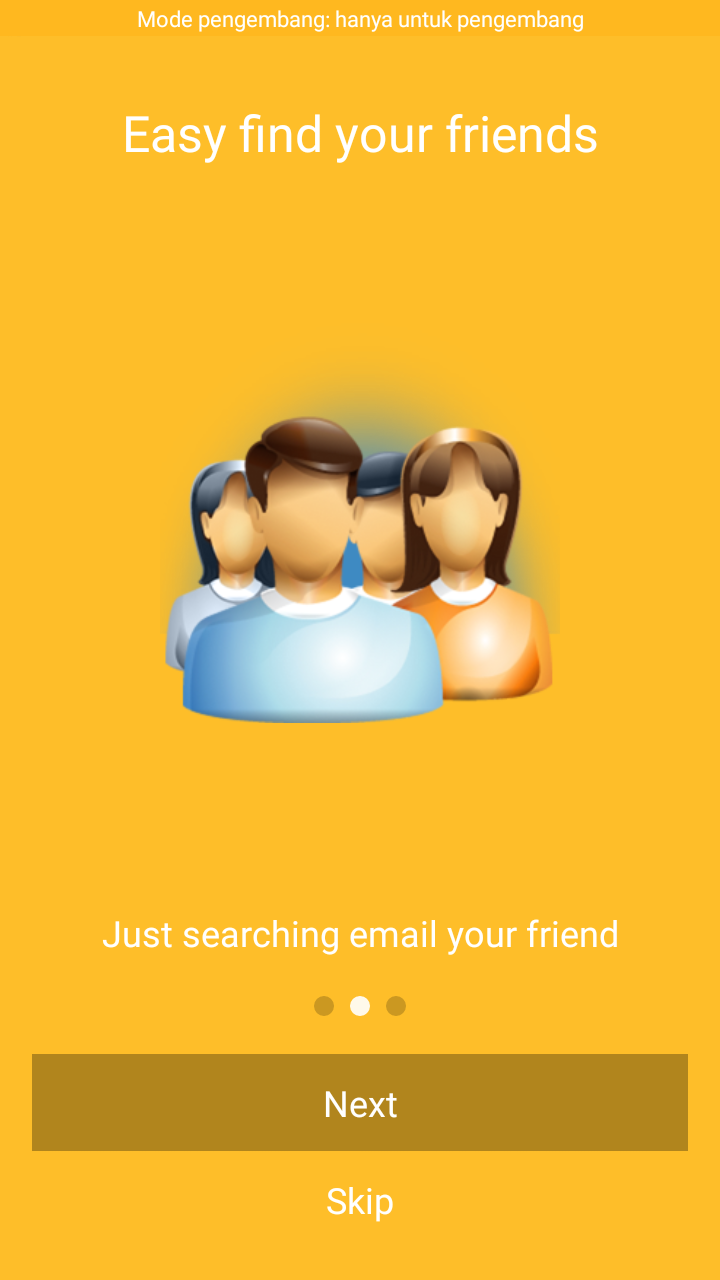 Mode pengembang: hanya untuk pengembang
Easy find your friends
Just searching email your friend
Next
Skip